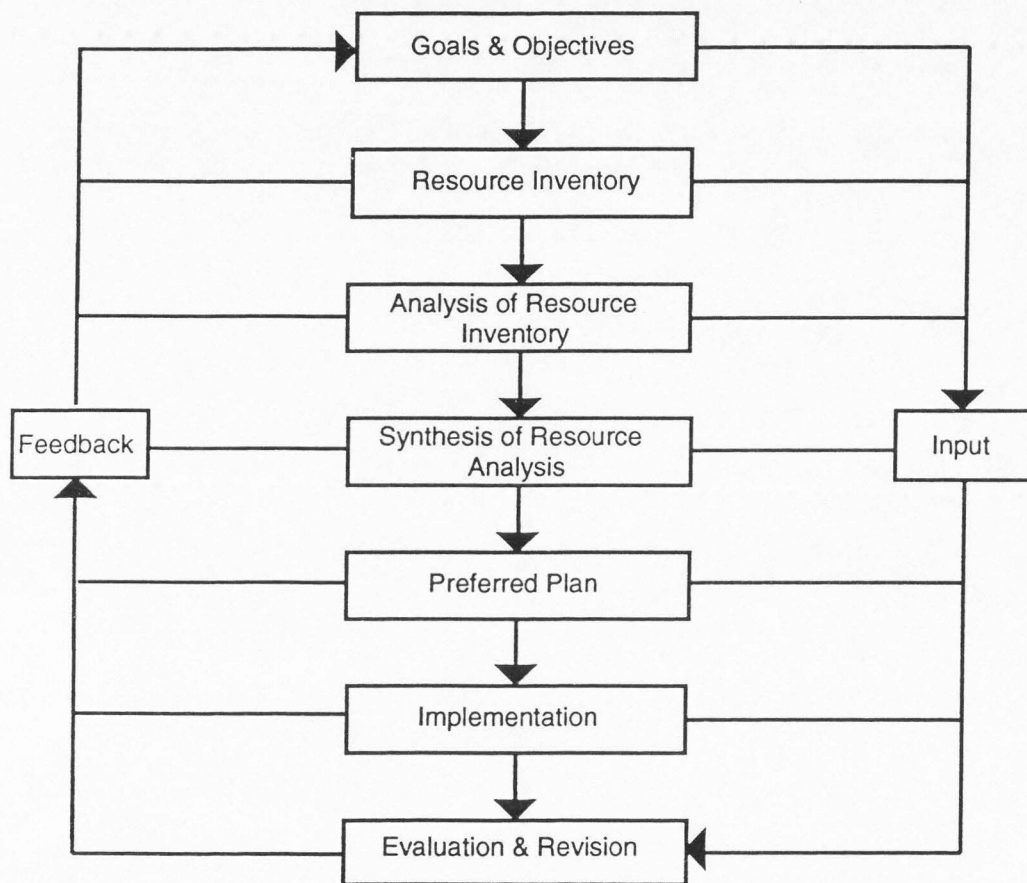 Goals & Objectives
Resource Inventory
Analysis of Resource
Inventory
Feedback
Synthesis of Resource
Analysis
Input
Preferred Plan
Implementation
Evaluation & Revision